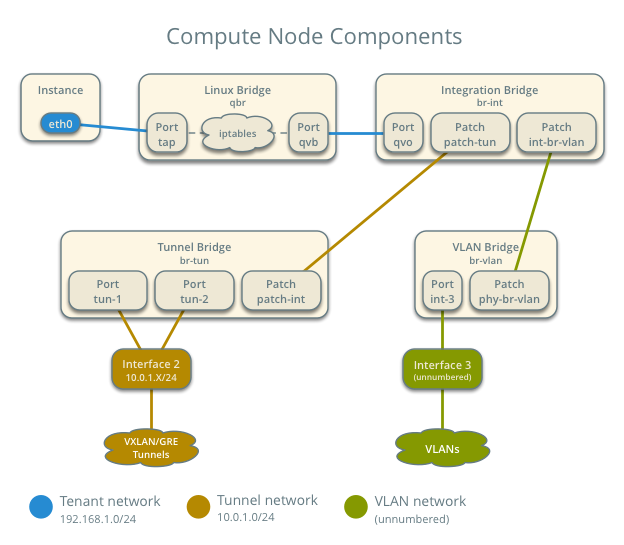 Compute Node Components
Instance
eth0
Linux Bridge
qbr
Port
tap
iptables
Port
qvb
Integration Bridge
br-int
Port
qvo
Patch
patch-tun
Patch
int-br-vlan
Tunnel Bridge
br-tun
Port
tun-1
Port
tun-2
Patch
patch-int
VLAN Bridge
br-vlan
Port
int-3
Patch
phy-br-vlan
Interface 2
10.0.1.X/24
Interface 3
(unnumbered)
VXLAN/GRE
Tunnels
VLANs
Tenant network
192.168.1.0/24
Tunnel network
10.0.1.0/24
VLAN network
(unnumbered)